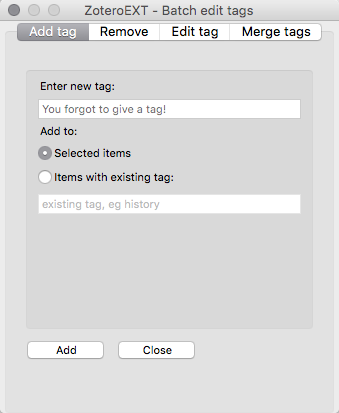 ZoteroEXT - Batch edit tags
Add tag Remove Edit tag Merge tags
Enter new tag:
You forgot to give a tag!
Add to:
Selected items
Items with existing tag:
existing tag, eg history
Add Close